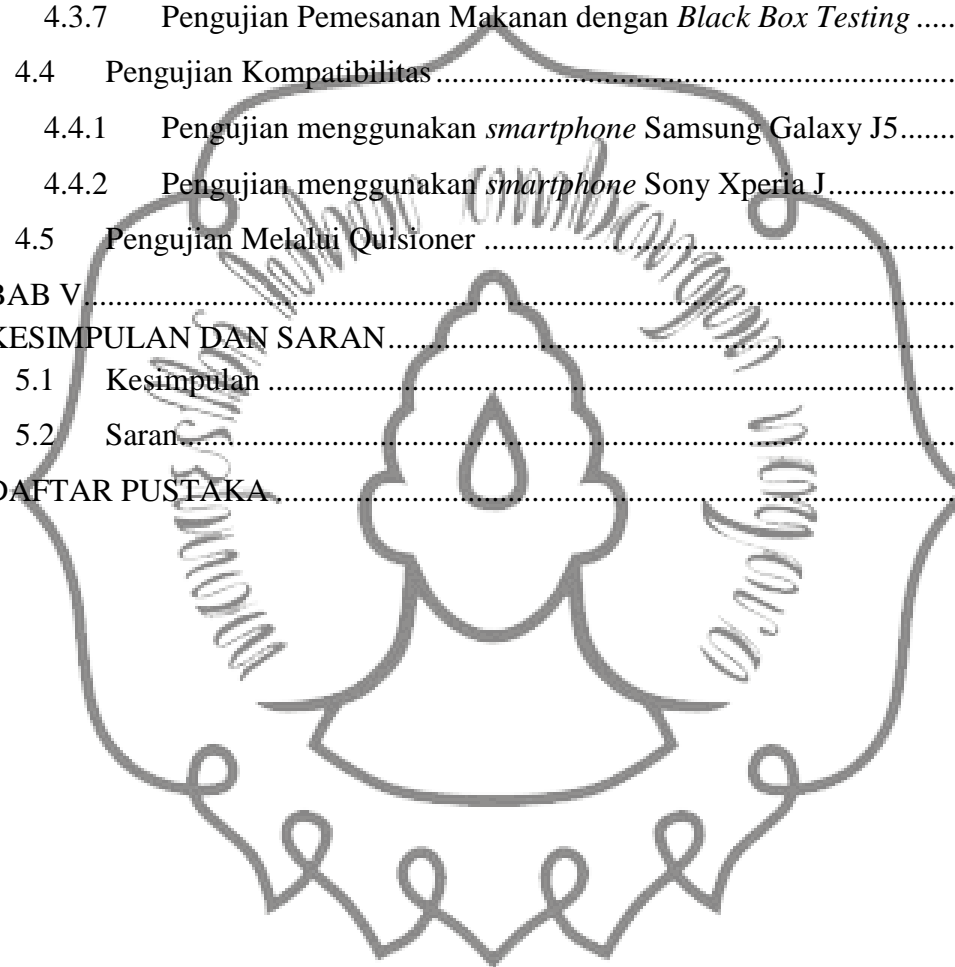 4.3.7 Pengujian Pemesanan Makanan dengan Black Box Testing .....
4.4 Pengujian Kompatibilitas....................................................................
4.4.1 Pengujian menggunakan smartphone Samsung Galaxy J5.......
4.4.2 Pengujian menggunakan smartphone Sony Xperia J................
4.5 Pengujian Melalui Quisioner .............................................................
BAB V..............................................................................................................
KESIMPULAN DAN SARAN.........................................................................
5.1 Kesimpulan ........................................................................................
5.2 Saran...................................................................................................
DAFTAR PUSTAKA.......................................................................................